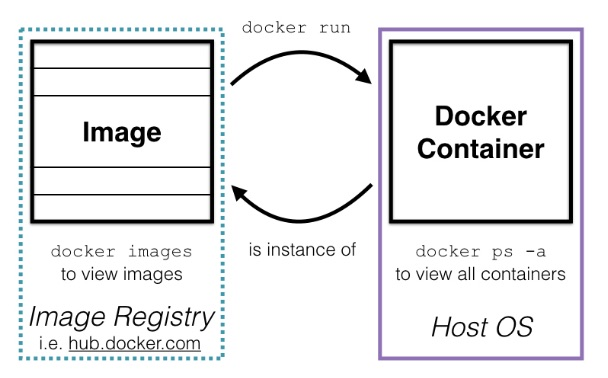 docker run
Image
Docker
Container
docker images
to view images
is instance of
docker ps -a
to view all containers
Image Registry
i.e. hub.docker.com
Host OS